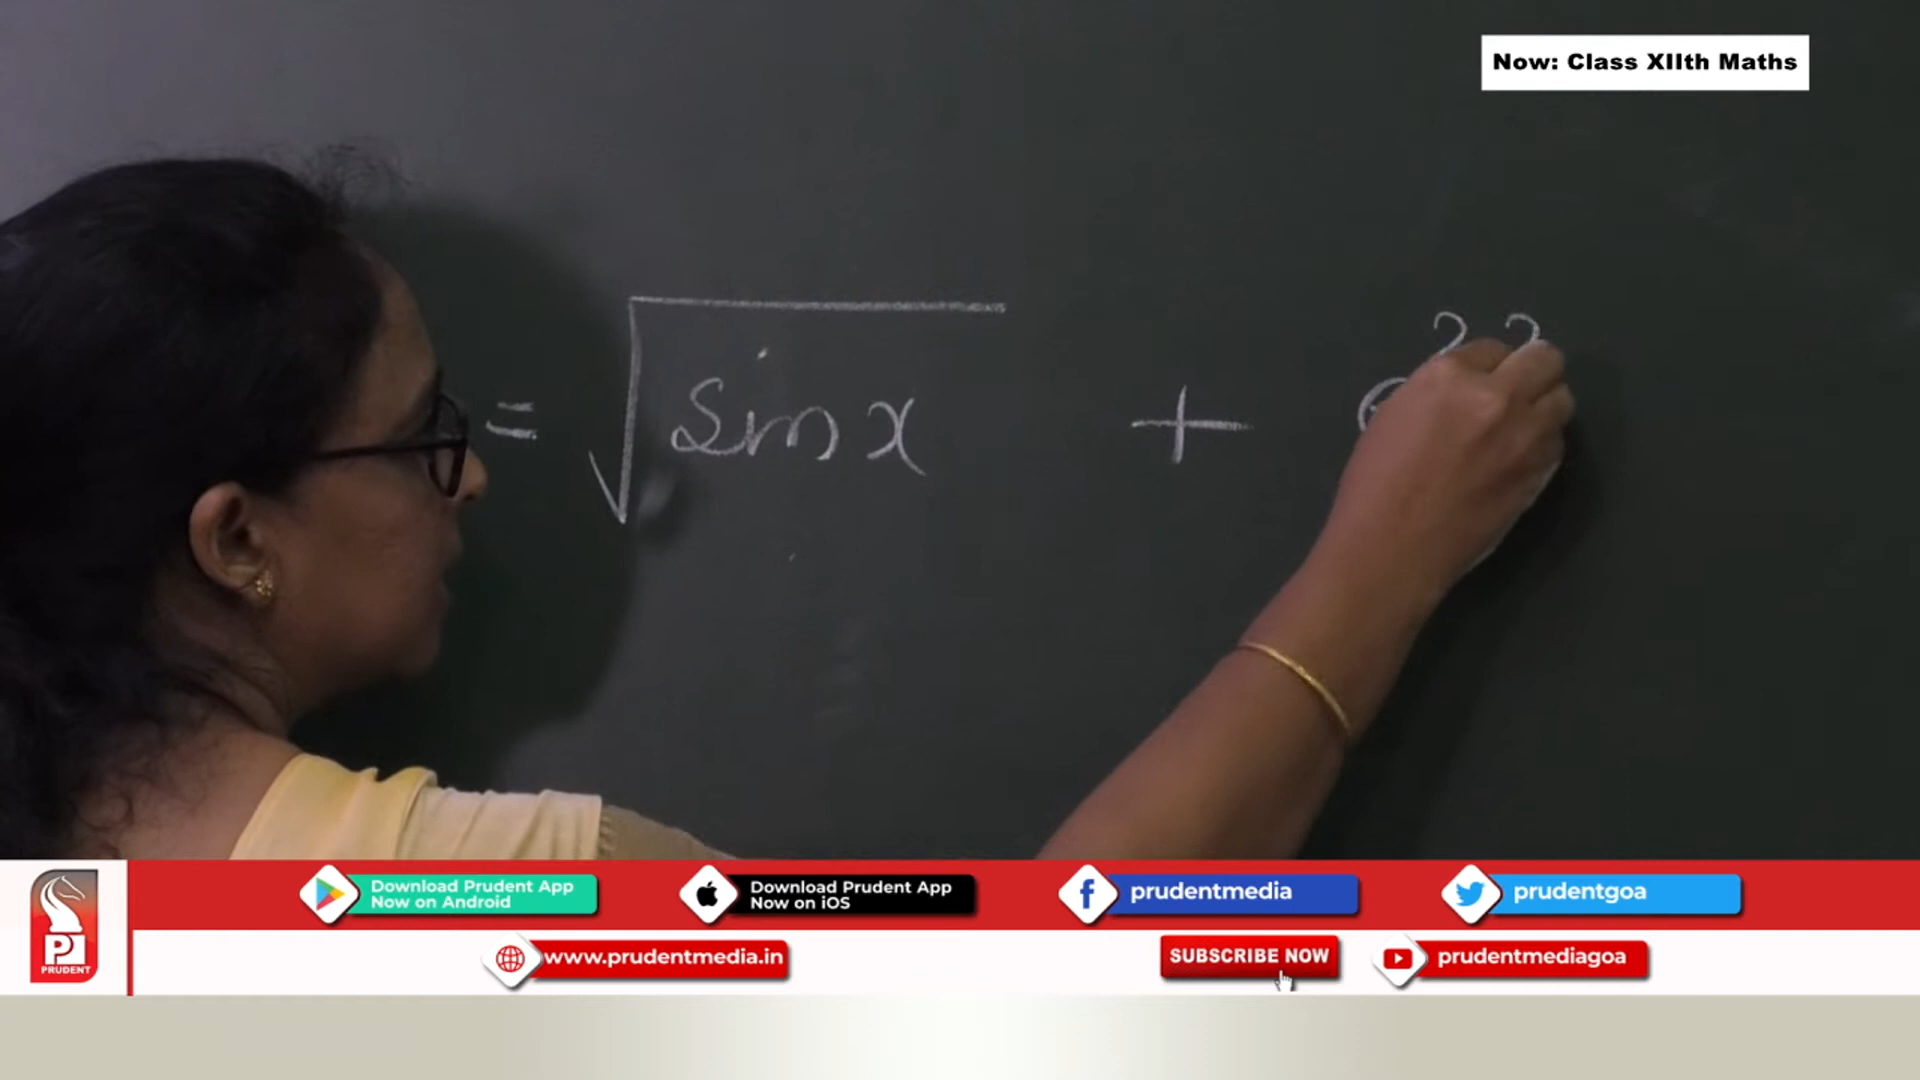 Now: Class XIIth Maths
= √sin x +
Download Prudent App
Now on Android
Download Prudent App
Now on iOS
prudentmedia
prudentgoa
PRUDENT
www.prudentmedia.in
SUBSCRIBE NOW
prudentmediagoa